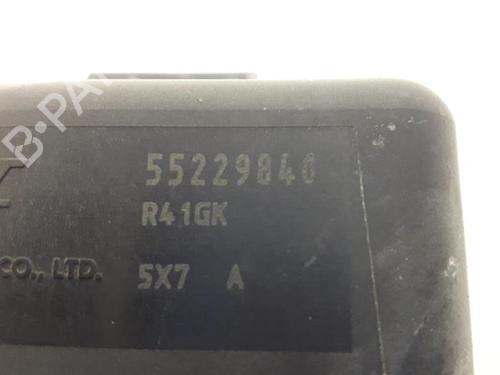 55229840
R41GK
CO., LTD.
5X7 A
B-PA